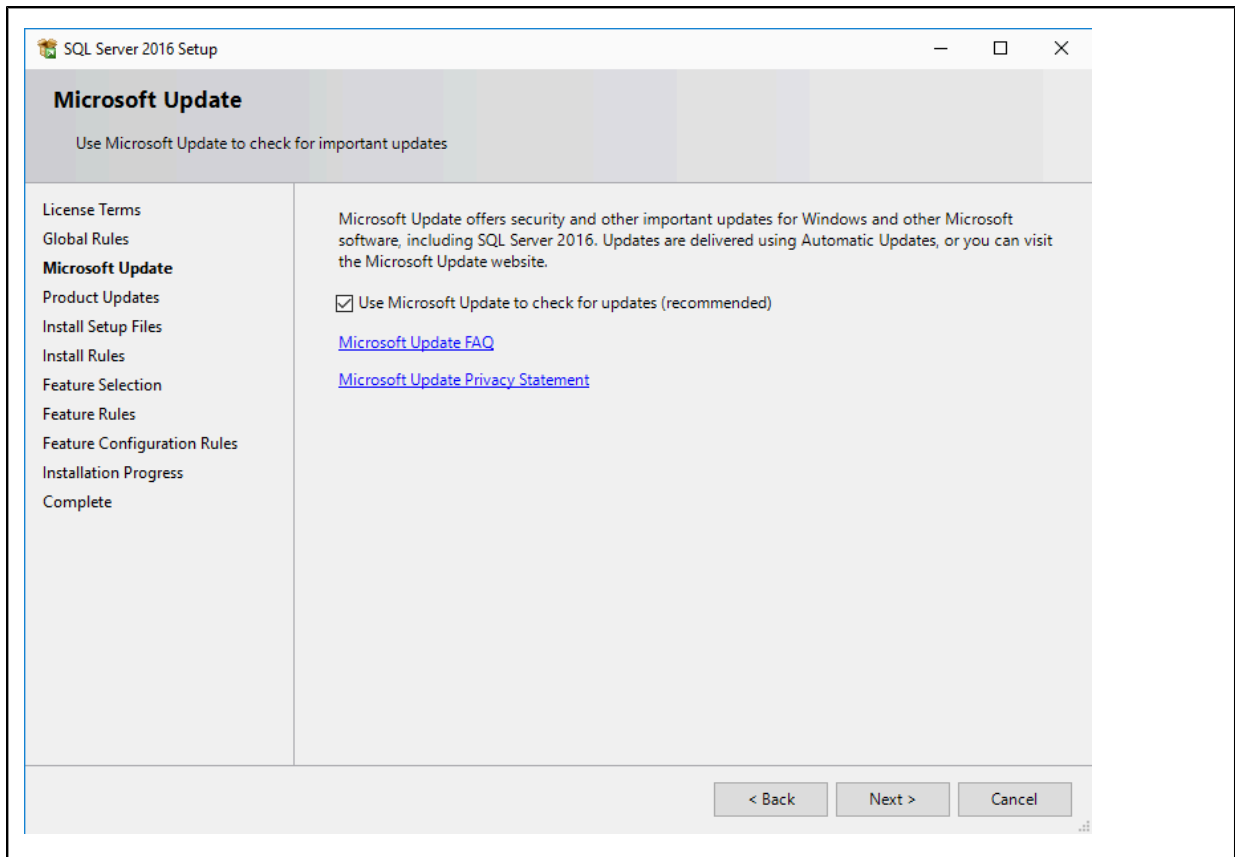 SQL Server 2016 Setup
Microsoft Update
Use Microsoft Update to check for important updates
License Terms
Global Rules
Microsoft Update
Product Updates
Install Setup Files
Install Rules
Feature Selection
Feature Rules
Feature Configuration Rules
Installation Progress
Complete
Microsoft Update offers security and other important updates for Windows and other Microsoft
software, including SQL Server 2016. Updates are delivered using Automatic Updates, or you can visit
the Microsoft Update website.
Use Microsoft Update to check for updates (recommended)
Microsoft Update FAQ
Microsoft Update Privacy Statement
< Back Next > Cancel